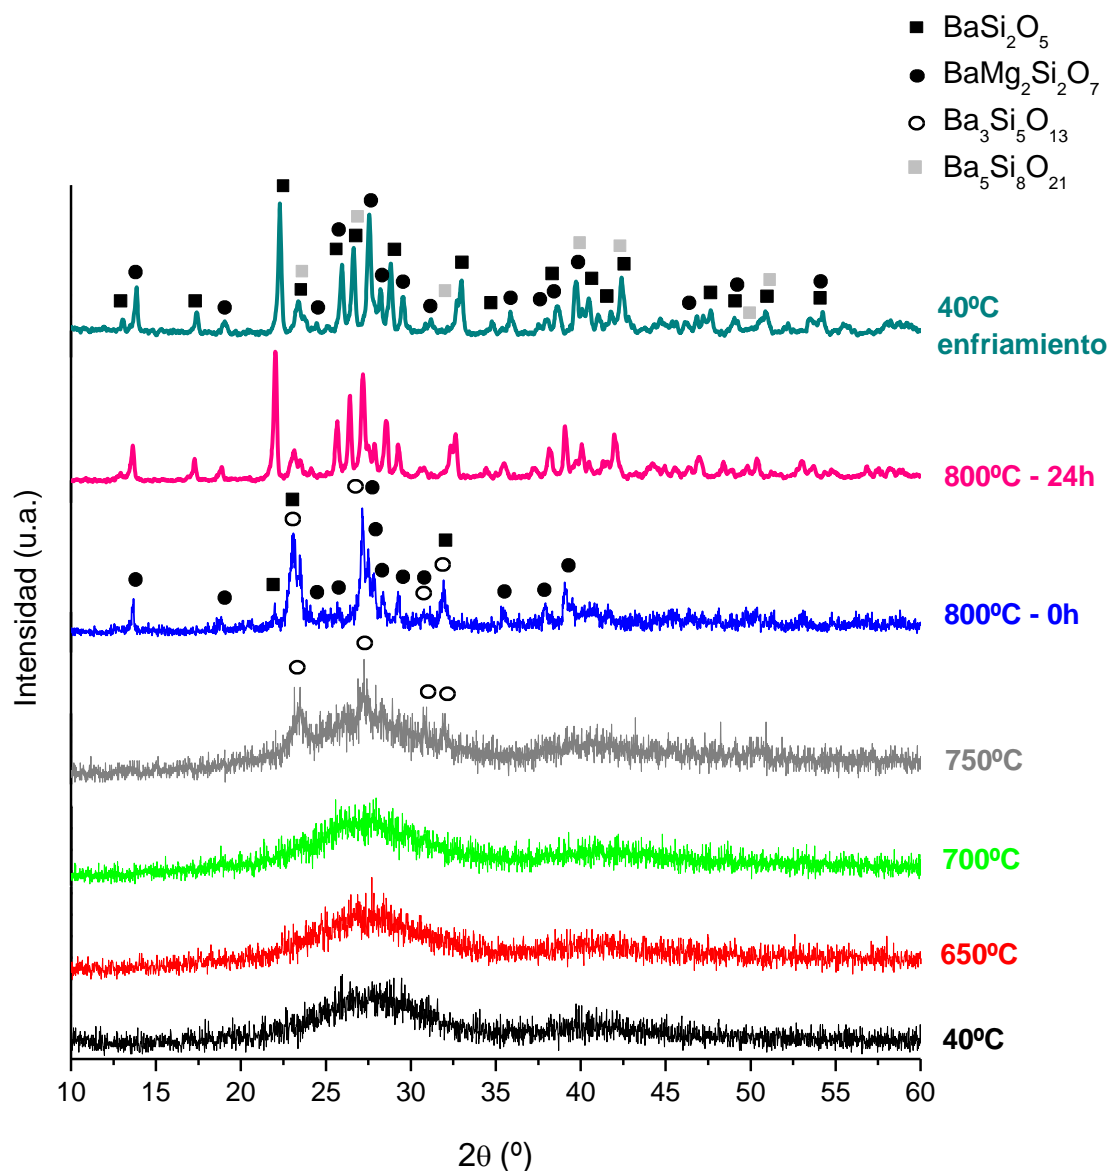 BaSi₂O₅
BaMg₂Si₂O₇
Ba₃Si₅O₁₃
Ba₅Si₈O₂₁
40ºC
enfriamiento
800ºC - 24h
800ºC - 0h
750ºC
700ºC
650ºC
40ºC
Intensidad (u.a.)
10 15 20 25 30 35 40 45 50 55 60
2θ (º)